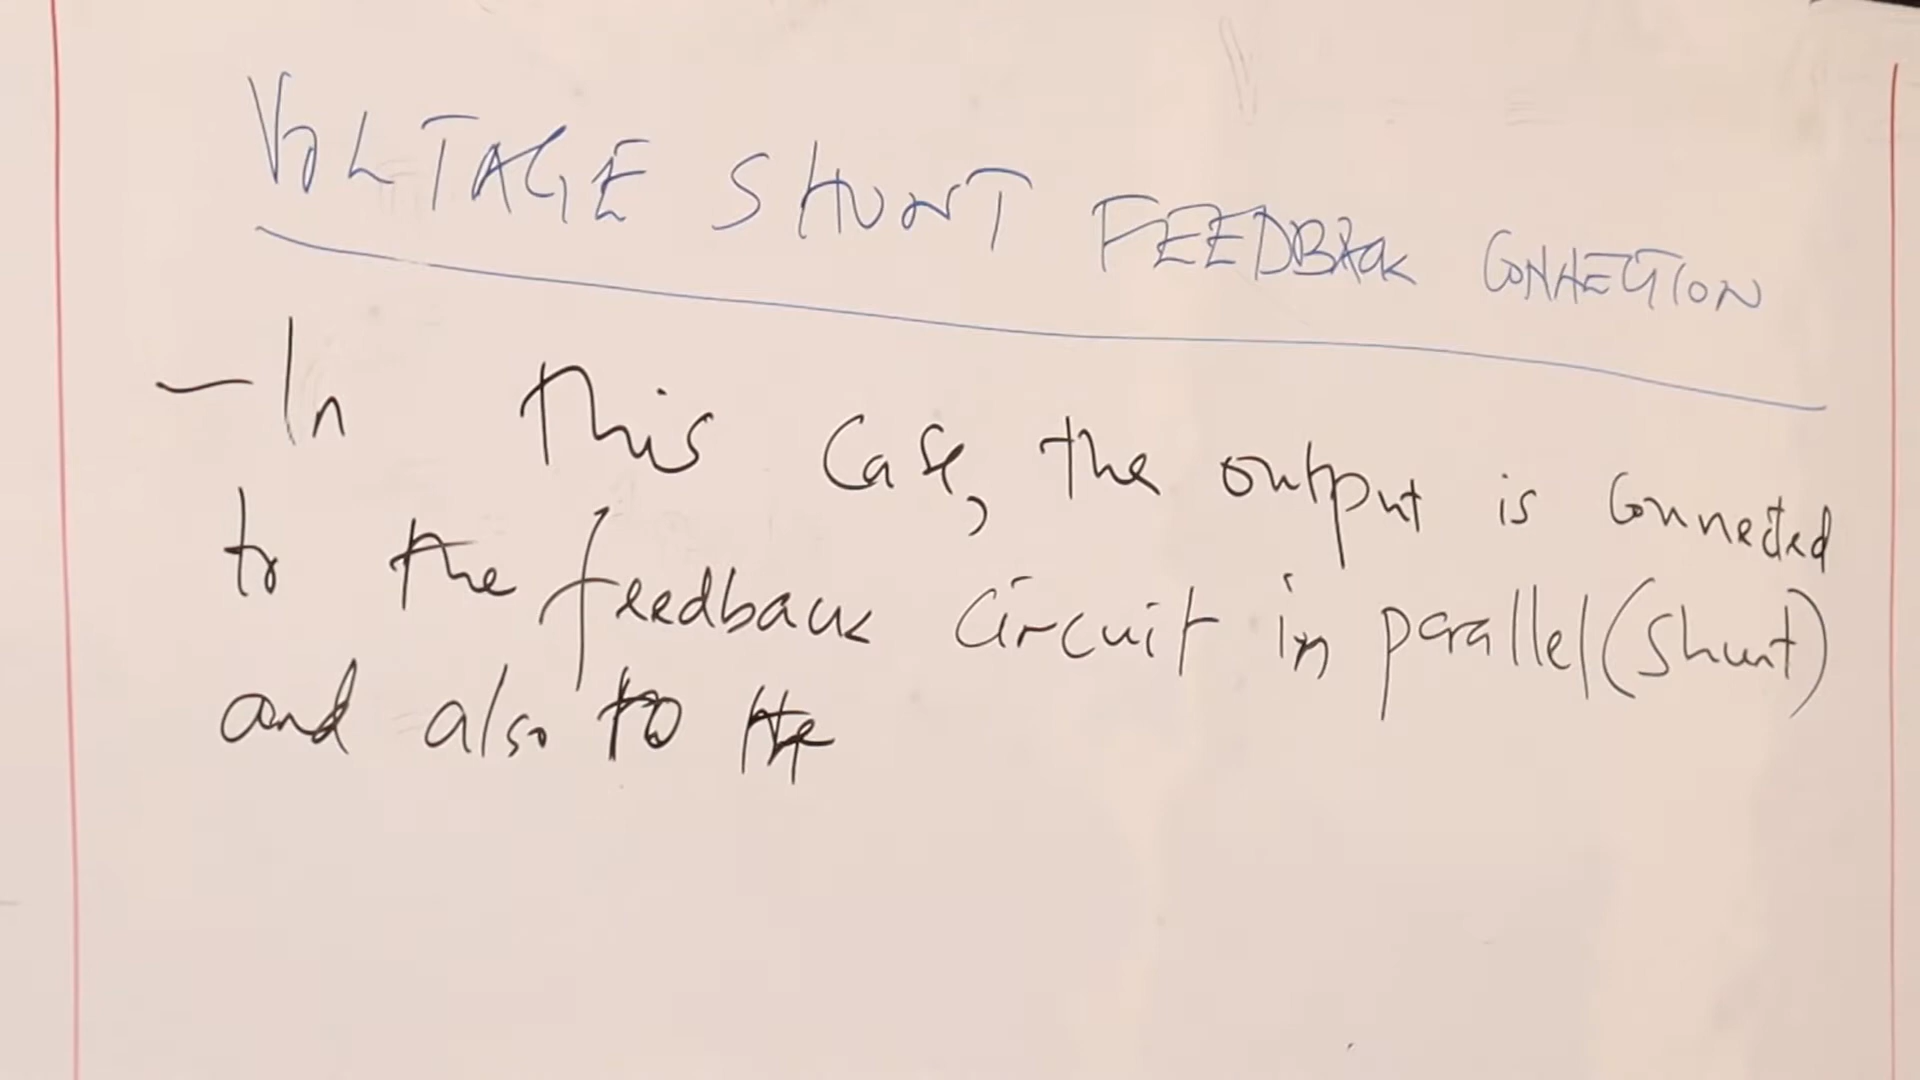 VOLTAGE SHUNT FEEDBACK CONNECTION
- In this case, the output is connected
to the feedback circuit in parallel (shunt)
and also to the